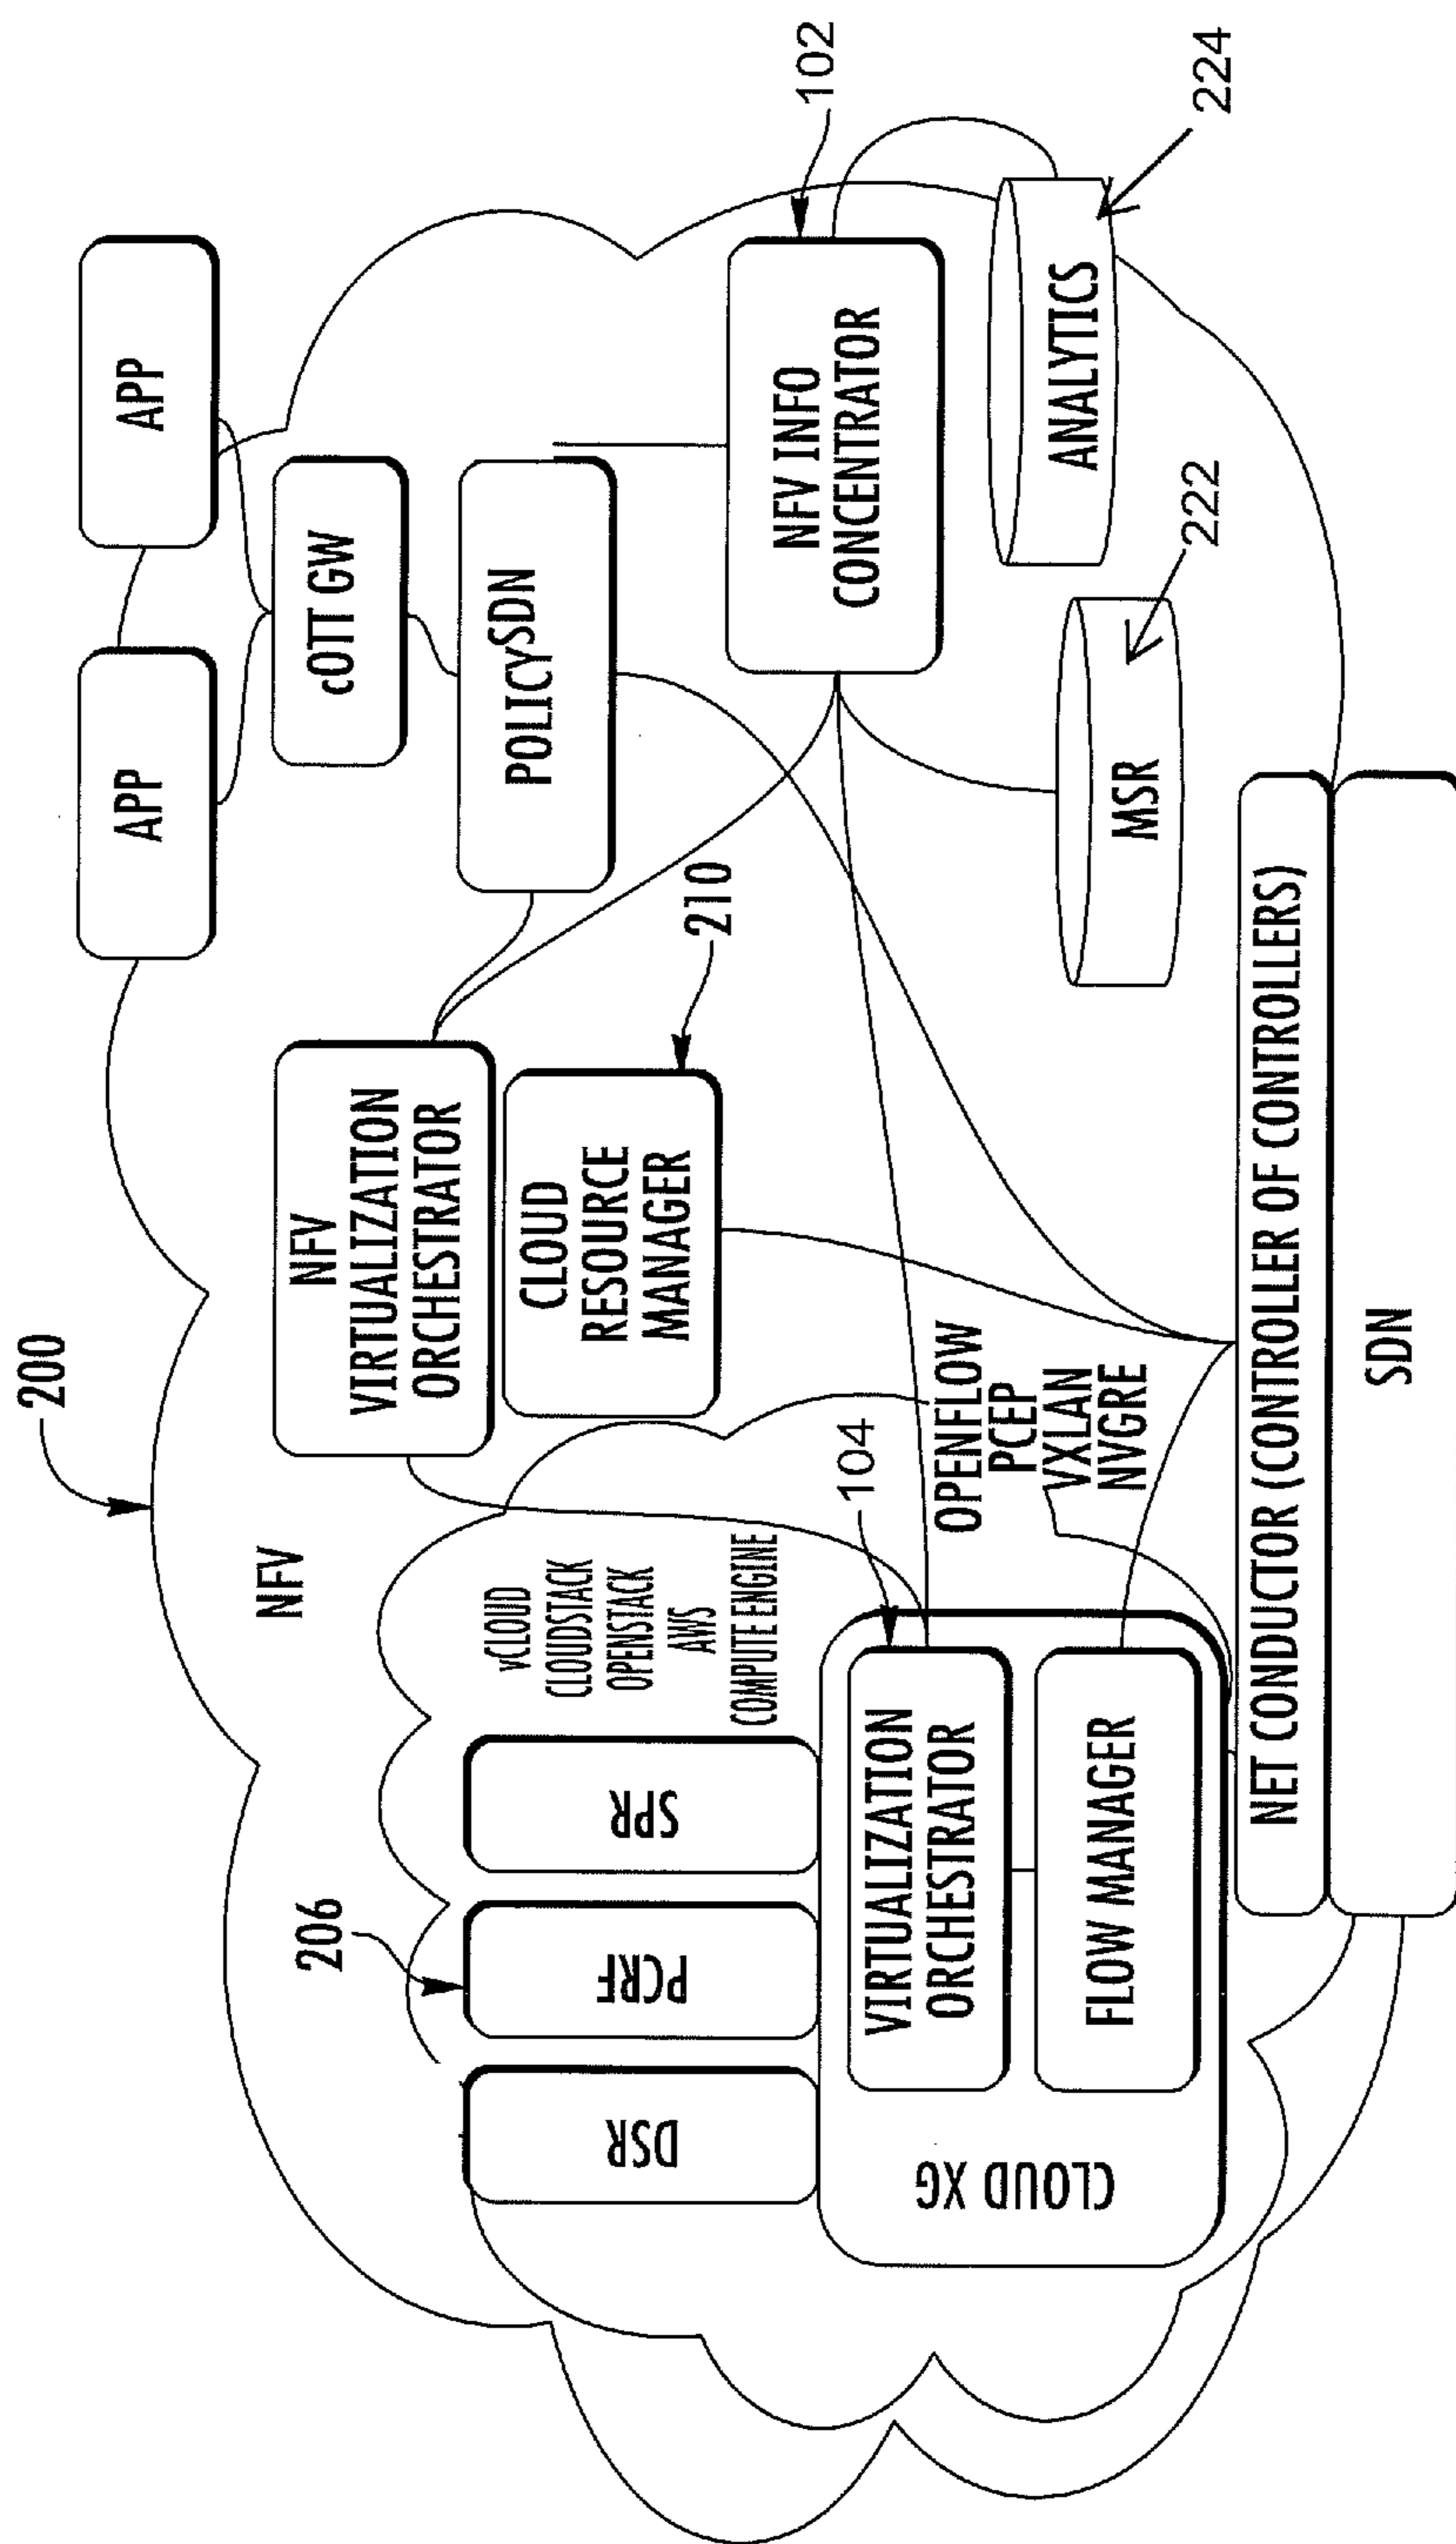 200
NFV
206
DSR
PCRF
SPR
vCLOUD
CLOUDSTACK
OPENSTACK
AWS
COMPUTE ENGINE
CLOUD XG
104
VIRTUALIZATION
ORCHESTRATOR
FLOW MANAGER
OPENFLOW
PCEP
VXLAN
NVGRE
NFV
VIRTUALIZATION
ORCHESTRATOR
CLOUD
RESOURCE
MANAGER
210
APP
APP
cOTT GW
POLICYSDN
102
NFV INFO
CONCENTRATOR
MSR
222
ANALYTICS
224
NET CONDUCTOR (CONTROLLER OF CONTROLLERS)
SDN